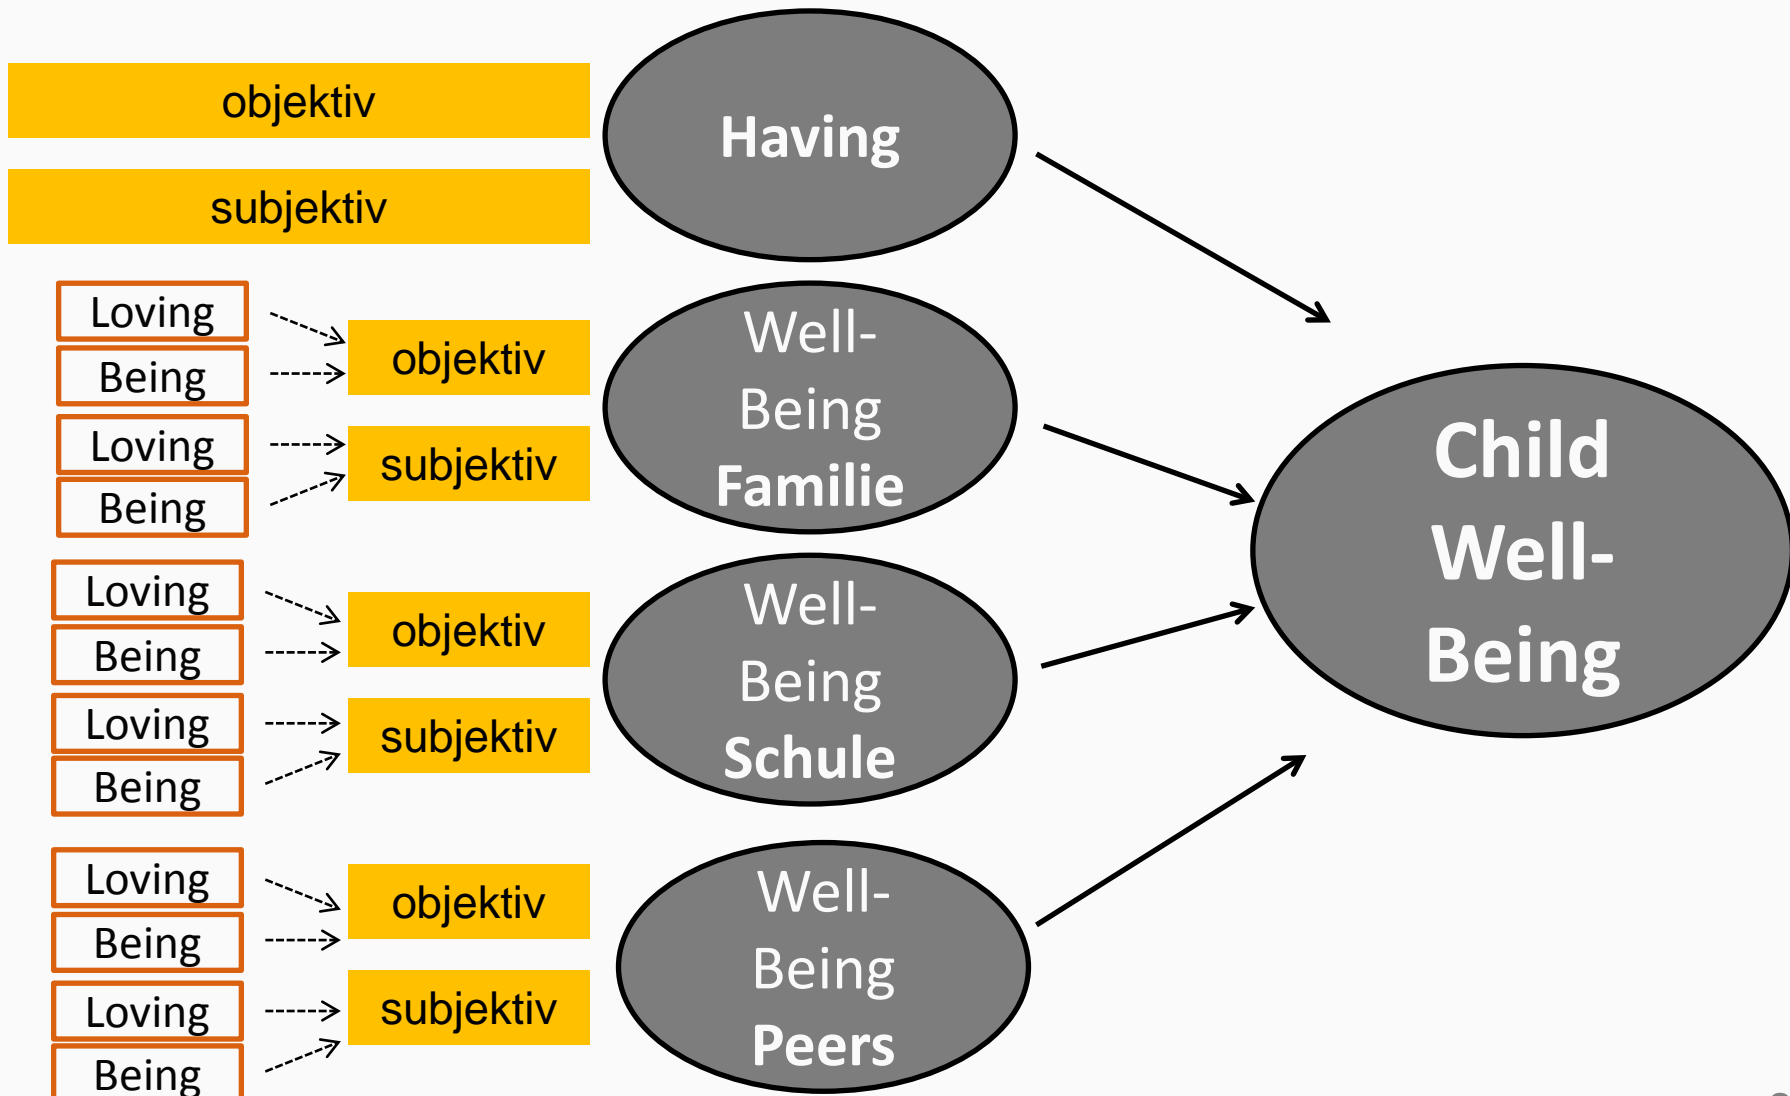 objektiv
subjektiv
Having
Loving
Being
Loving
Being
objektiv
subjektiv
Well-
Being
Familie
Loving
Being
Loving
Being
objektiv
subjektiv
Well-
Being
Schule
Loving
Being
Loving
Being
objektiv
subjektiv
Well-
Being
Peers
Child
Well-
Being